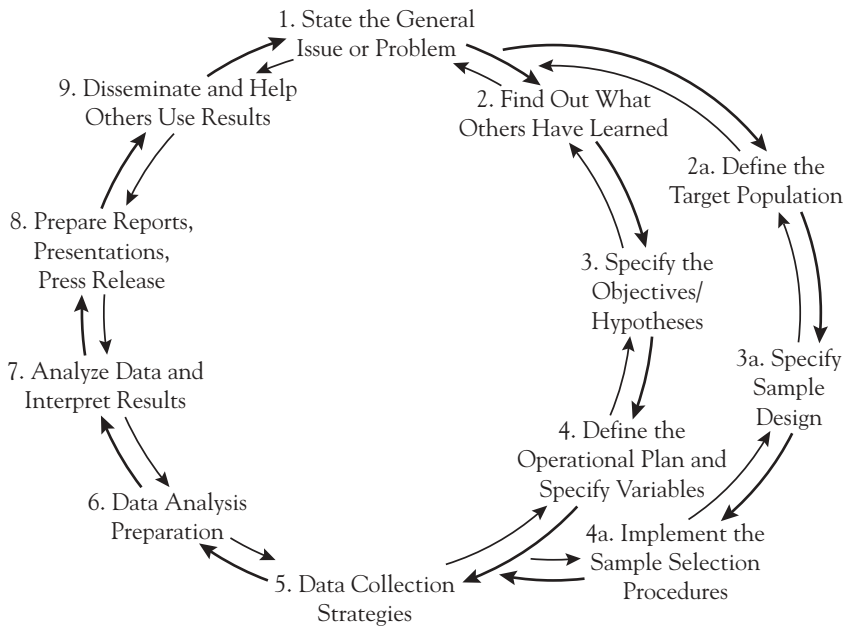 1. State the General
Issue or Problem
2. Find Out What
Others Have Learned
2a. Define the
Target Population
3. Specify the
Objectives/
Hypotheses
3a. Specify
Sample
Design
4. Define the
Operational Plan and
Specify Variables
4a. Implement the
Sample Selection
Procedures
5. Data Collection
Strategies
6. Data Analysis
Preparation
7. Analyze Data and
Interpret Results
8. Prepare Reports,
Presentations,
Press Release
9. Disseminate and Help
Others Use Results